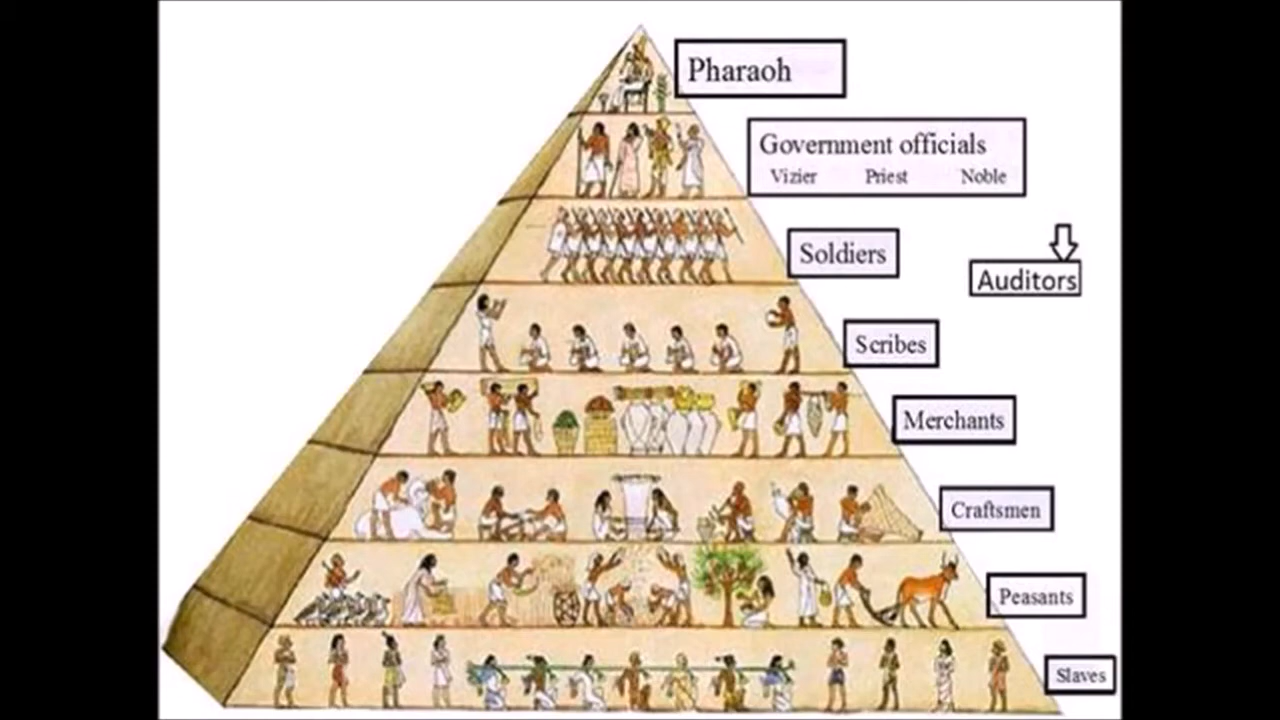 Pharaoh
Government officials
Vizier Priest Noble
Soldiers
Auditors
Scribes
Merchants
Craftsmen
Peasants
Slaves